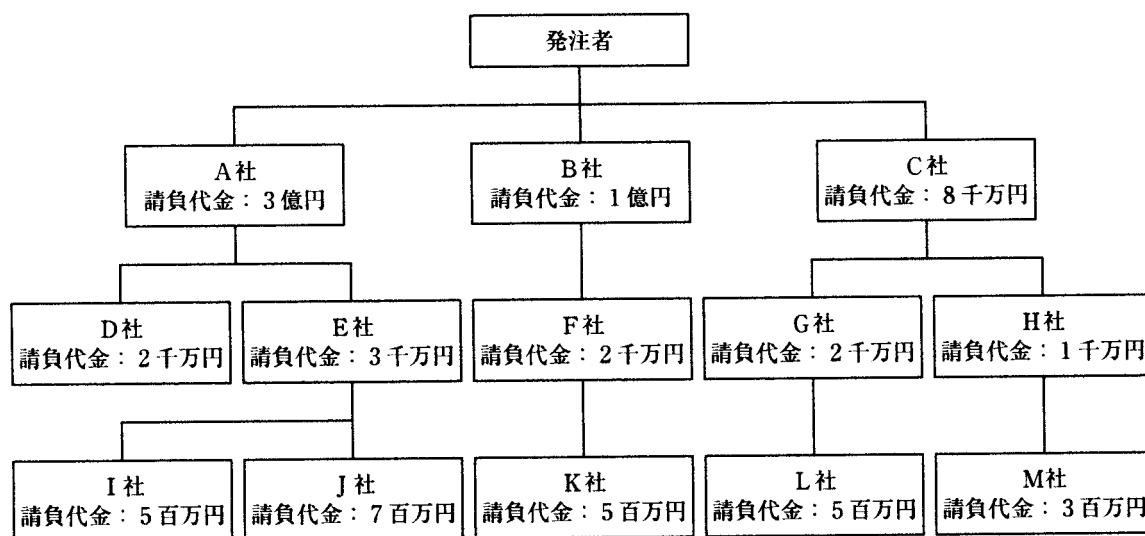 発注者
A社
請負代金：3億円
B社
請負代金：1億円
C社
請負代金：8千万円
D社
請負代金：2千万円
E社
請負代金：3千万円
F社
請負代金：2千万円
G社
請負代金：2千万円
H社
請負代金：1千万円
I社
請負代金：5百万円
J社
請負代金：7百万円
K社
請負代金：5百万円
L社
請負代金：5百万円
M社
請負代金：3百万円